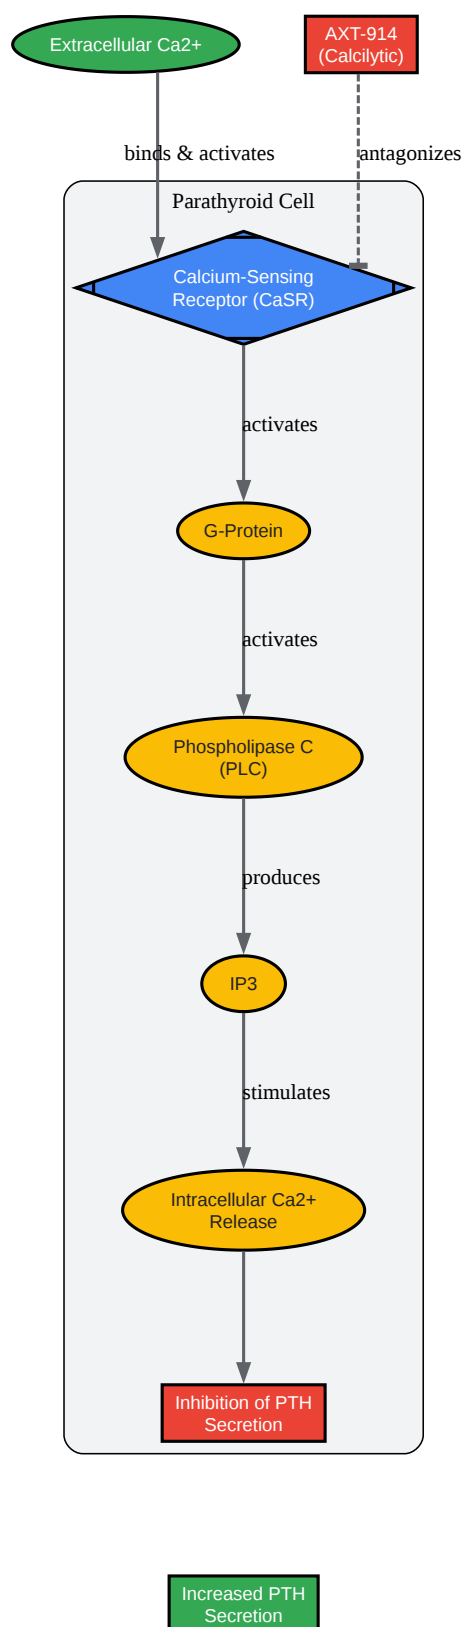 Extracellular Ca2+
AXT-914
(Calcilytic)
binds & activates
antagonizes
Parathyroid Cell
Calcium-Sensing
Receptor (CaSR)
activates
G-Protein
activates
Phospholipase C
(PLC)
produces
IP3
stimulates
Intracellular Ca2+
Release
Inhibition of PTH
Secretion
Increased PTH
Secretion